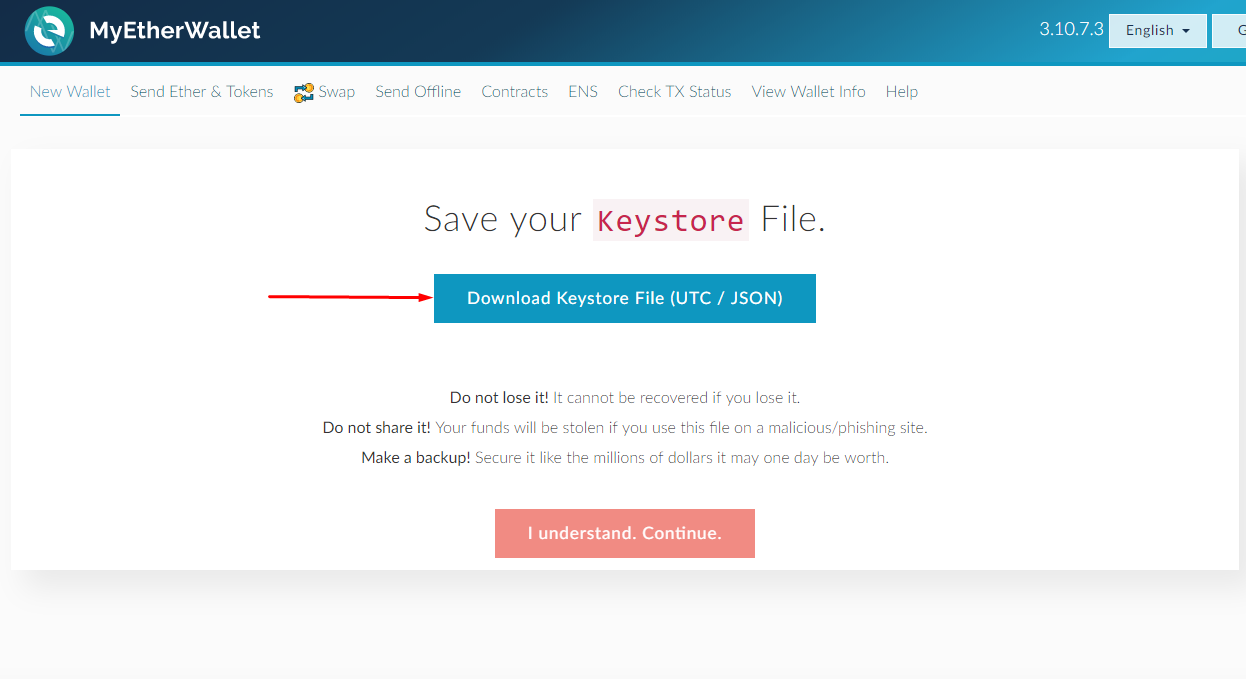 MyEtherWallet
3.10.7.3 English G
New Wallet Send Ether & Tokens Swap Send Offline Contracts ENS Check TX Status View Wallet Info Help
Save your Keystore File.
Download Keystore File (UTC / JSON)
Do not lose it! It cannot be recovered if you lose it.
Do not share it! Your funds will be stolen if you use this file on a malicious/phishing site.
Make a backup! Secure it like the millions of dollars it may one day be worth.
I understand. Continue.